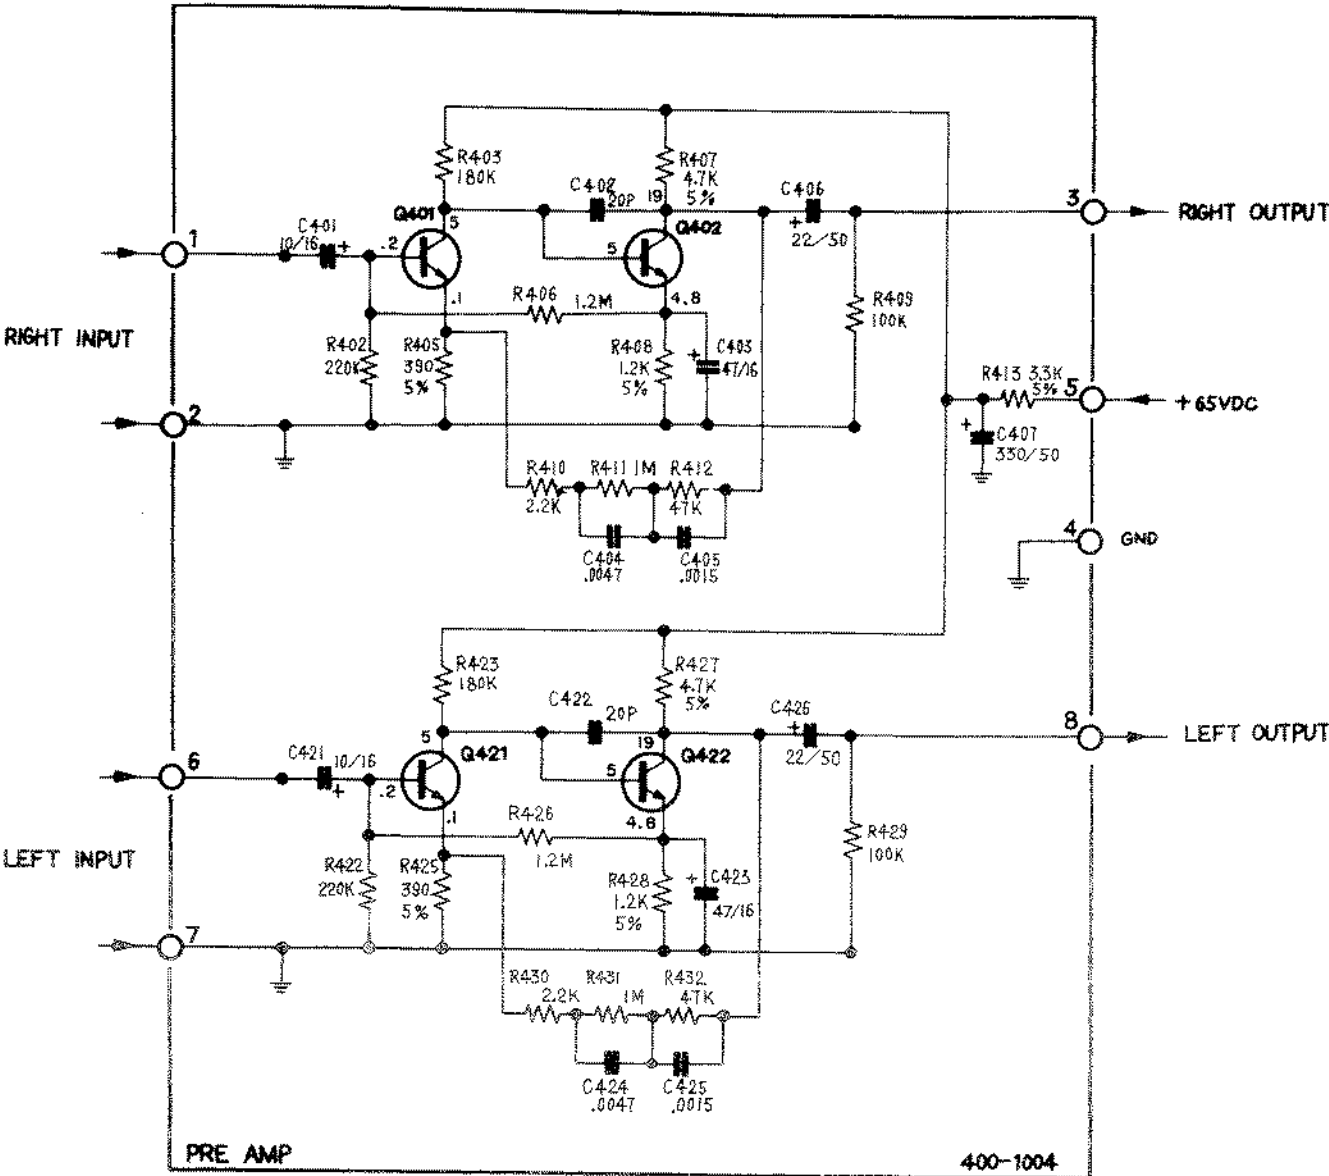 R403
180K
R407
4.7K
5%
C402
20P
19
C406
+
22/50
3
RIGHT OUTPUT
Q401
5
Q402
1
C401
10/16
+
.2
5
R406
1.2M
.1
4.8
R409
100K
RIGHT INPUT
R402
220K
R405
390
5%
R408
1.2K
5%
+
C403
47/16
R413 3.3K
5%
5
+65VDC
2
+
C407
330/50
R410
2.2K
R411 1M
R412
47K
4
GND
C404
.0047
C405
.0015
R423
180K
R427
4.7K
5%
C422
20P
C426
+
22/50
8
LEFT OUTPUT
5
Q421
19
Q422
6
C421
10/16
+
.2
5
.1
R426
1.2M
4.8
R429
100K
LEFT INPUT
R422
220K
R425
390
5%
R428
1.2K
5%
+
C423
47/16
7
R430
2.2K
R431
1M
R432
47K
C424
.0047
C425
.0015
PRE AMP
400-1004